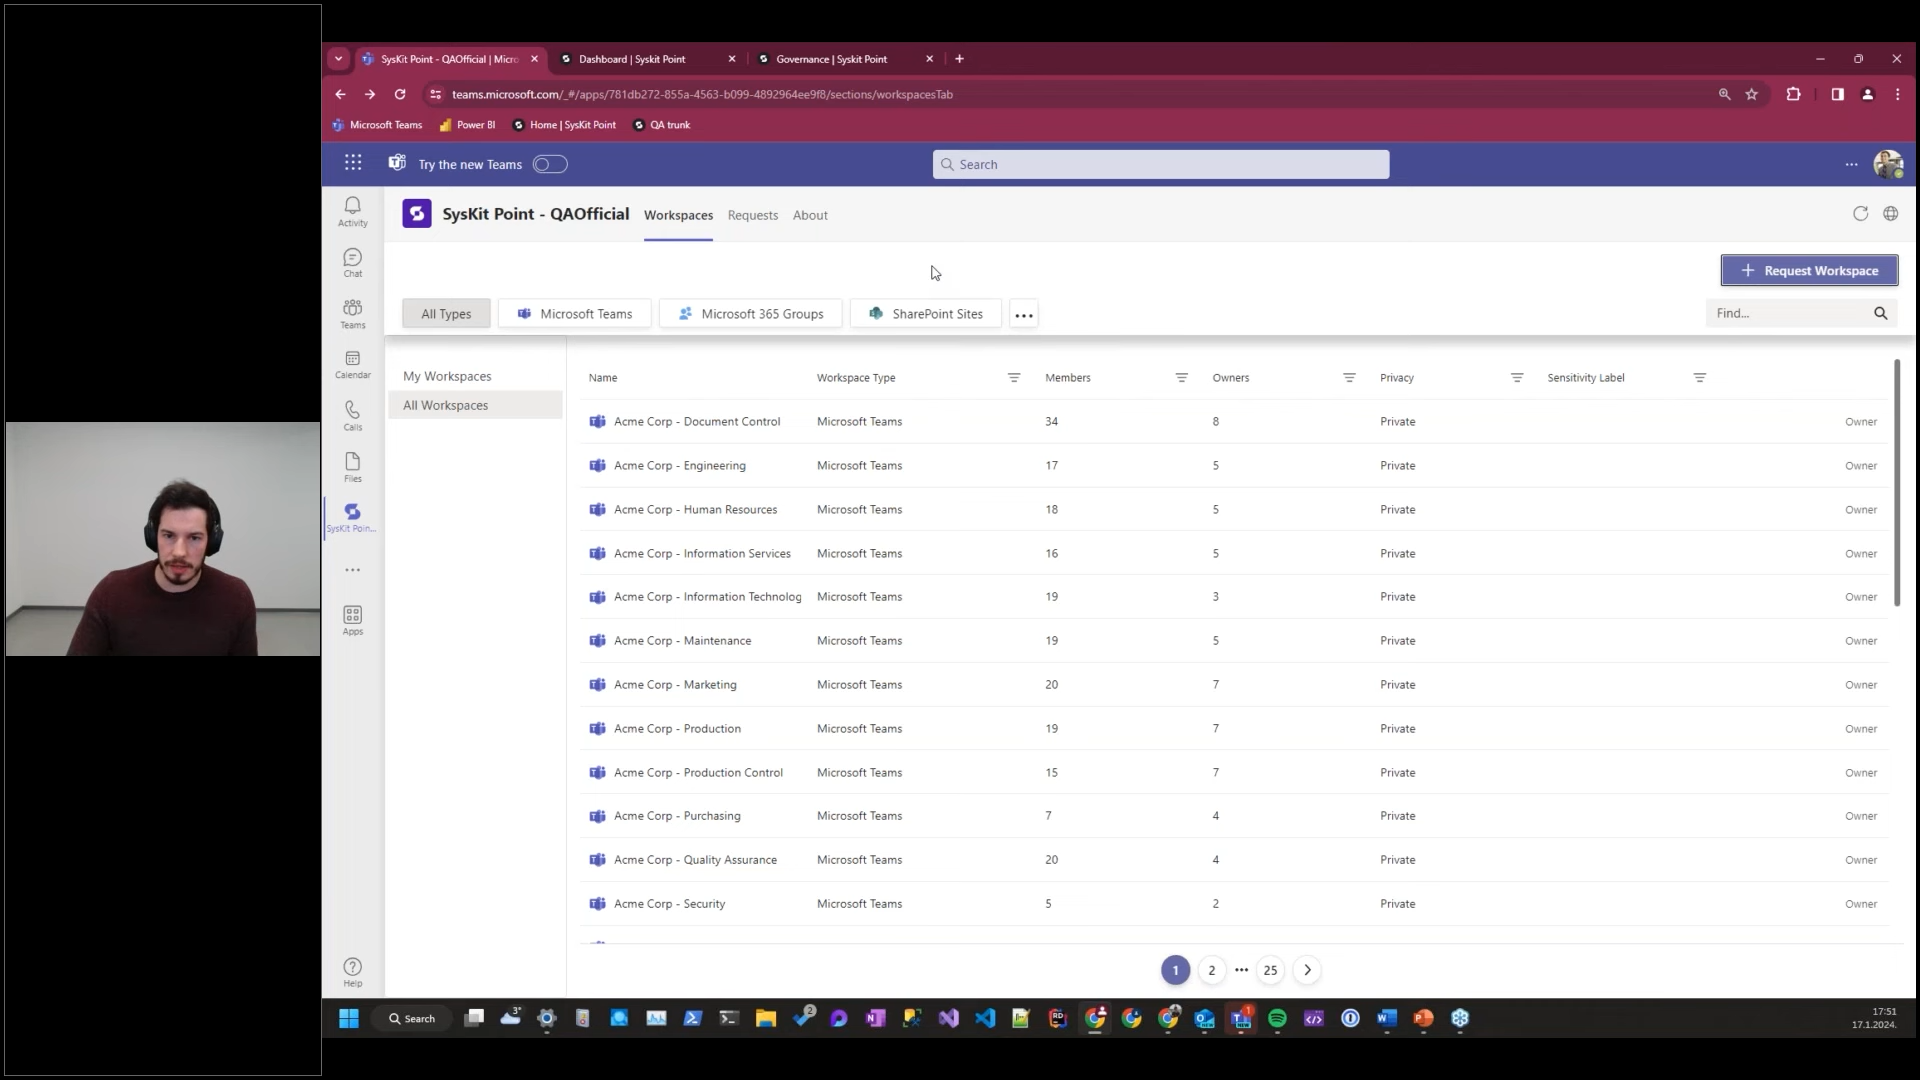 SysKit Point - QAOfficial | Micro
Dashboard | Syskit Point
Governance | Syskit Point
teams.microsoft.com/_#/apps/781db272-855a-4563-b099-4892964ee9f8/sections/workspacesTab
Microsoft Teams
Power BI
Home | SysKit Point
QA trunk
Try the new Teams
Search
Activity
Chat
Teams
Calendar
Calls
Files
SysKit Poin...
Apps
Help
SysKit Point - QAOfficial
Workspaces
Requests
About
Request Workspace
All Types
Microsoft Teams
Microsoft 365 Groups
SharePoint Sites
Find...
My Workspaces
All Workspaces
Name Workspace Type Members Owners Privacy Sensitivity Label
Acme Corp - Document Control Microsoft Teams 34 8 Private Owner
Acme Corp - Engineering Microsoft Teams 17 5 Private Owner
Acme Corp - Human Resources Microsoft Teams 18 5 Private Owner
Acme Corp - Information Services Microsoft Teams 16 5 Private Owner
Acme Corp - Information Technolog Microsoft Teams 19 3 Private Owner
Acme Corp - Maintenance Microsoft Teams 19 5 Private Owner
Acme Corp - Marketing Microsoft Teams 20 7 Private Owner
Acme Corp - Production Microsoft Teams 19 7 Private Owner
Acme Corp - Production Control Microsoft Teams 15 7 Private Owner
Acme Corp - Purchasing Microsoft Teams 7 4 Private Owner
Acme Corp - Quality Assurance Microsoft Teams 20 4 Private Owner
Acme Corp - Security Microsoft Teams 5 2 Private Owner
1 2 ••• 25
Search
3°
2
1
17:51
17.1.2024.